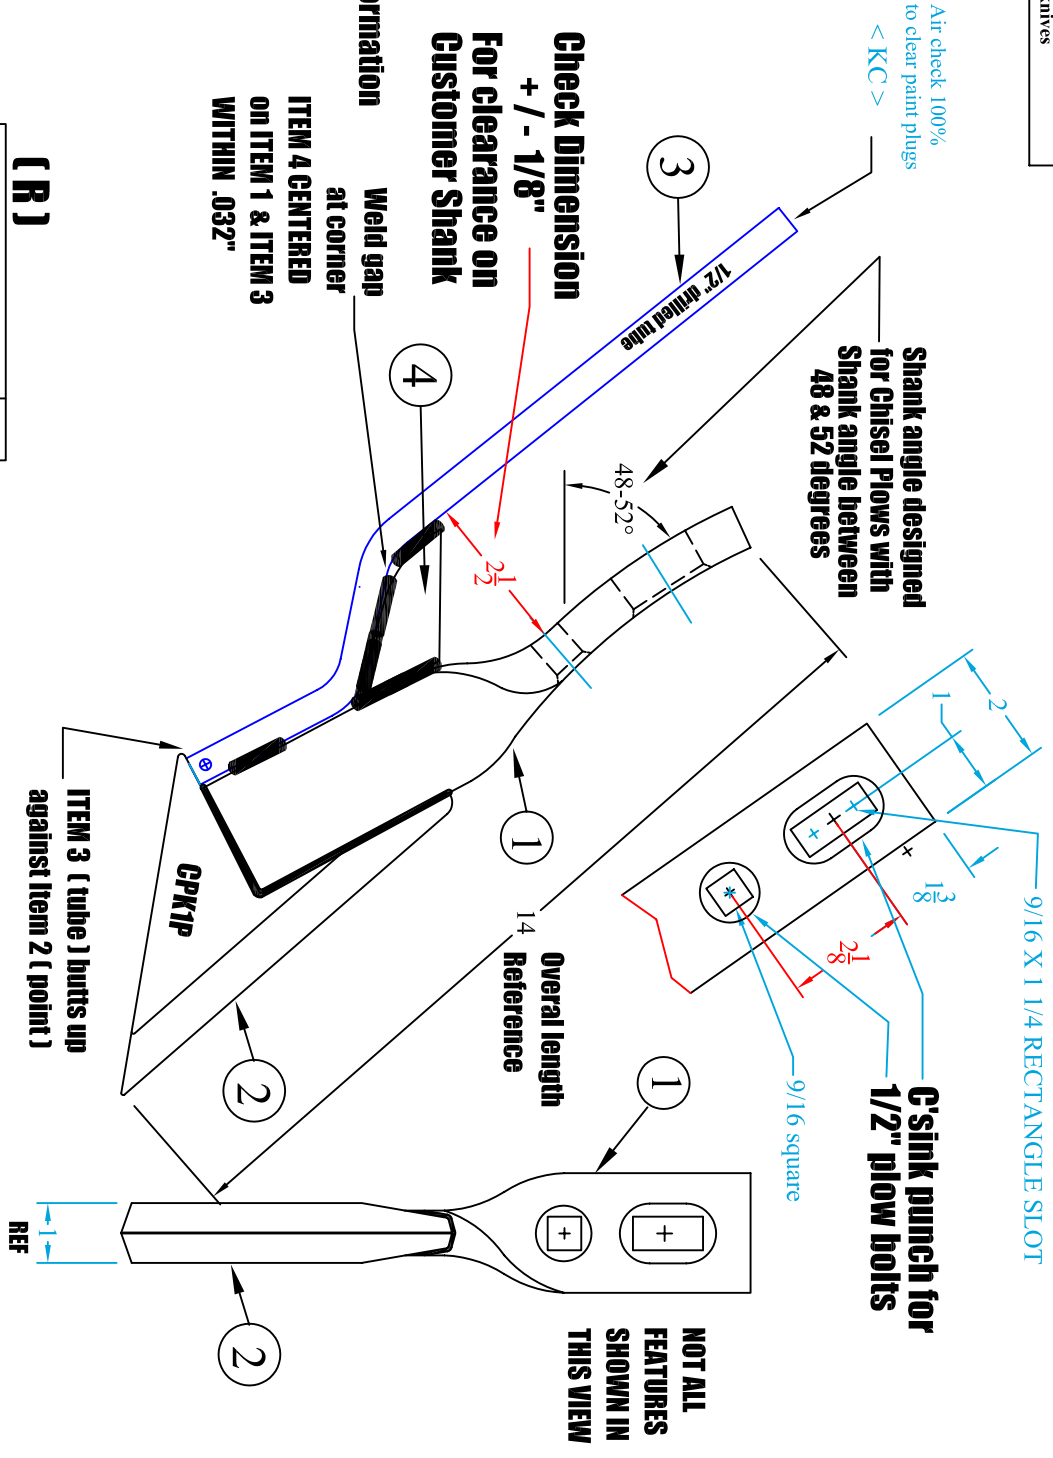 knives
Air check 100%
to clear paint plugs
< KC >
Shank angle designed
for Chisel Plows with
Shank angle between
48 & 52 degrees
9/16 X 1 1/4 RECTANGLE SLOT
C'sink punch for
1/2" plow bolts
9/16 square
2
1
1 3/8
2 1/8
48-52°
3
1/2" drilled tube
Check Dimension
+ / - 1/8"
For clearance on
Customer Shank
2 1/2
formation
Weld gap
at corner
ITEM 4 CENTERED
on ITEM 1 & ITEM 3
WITHIN .032"
4
1
14
Overal length
Reference
1
CPK1P
2
ITEM 3 ( tube ) butts up
against Item 2 ( point )
NOT ALL
FEATURES
SHOWN IN
THIS VIEW
2
1
REF
( R )